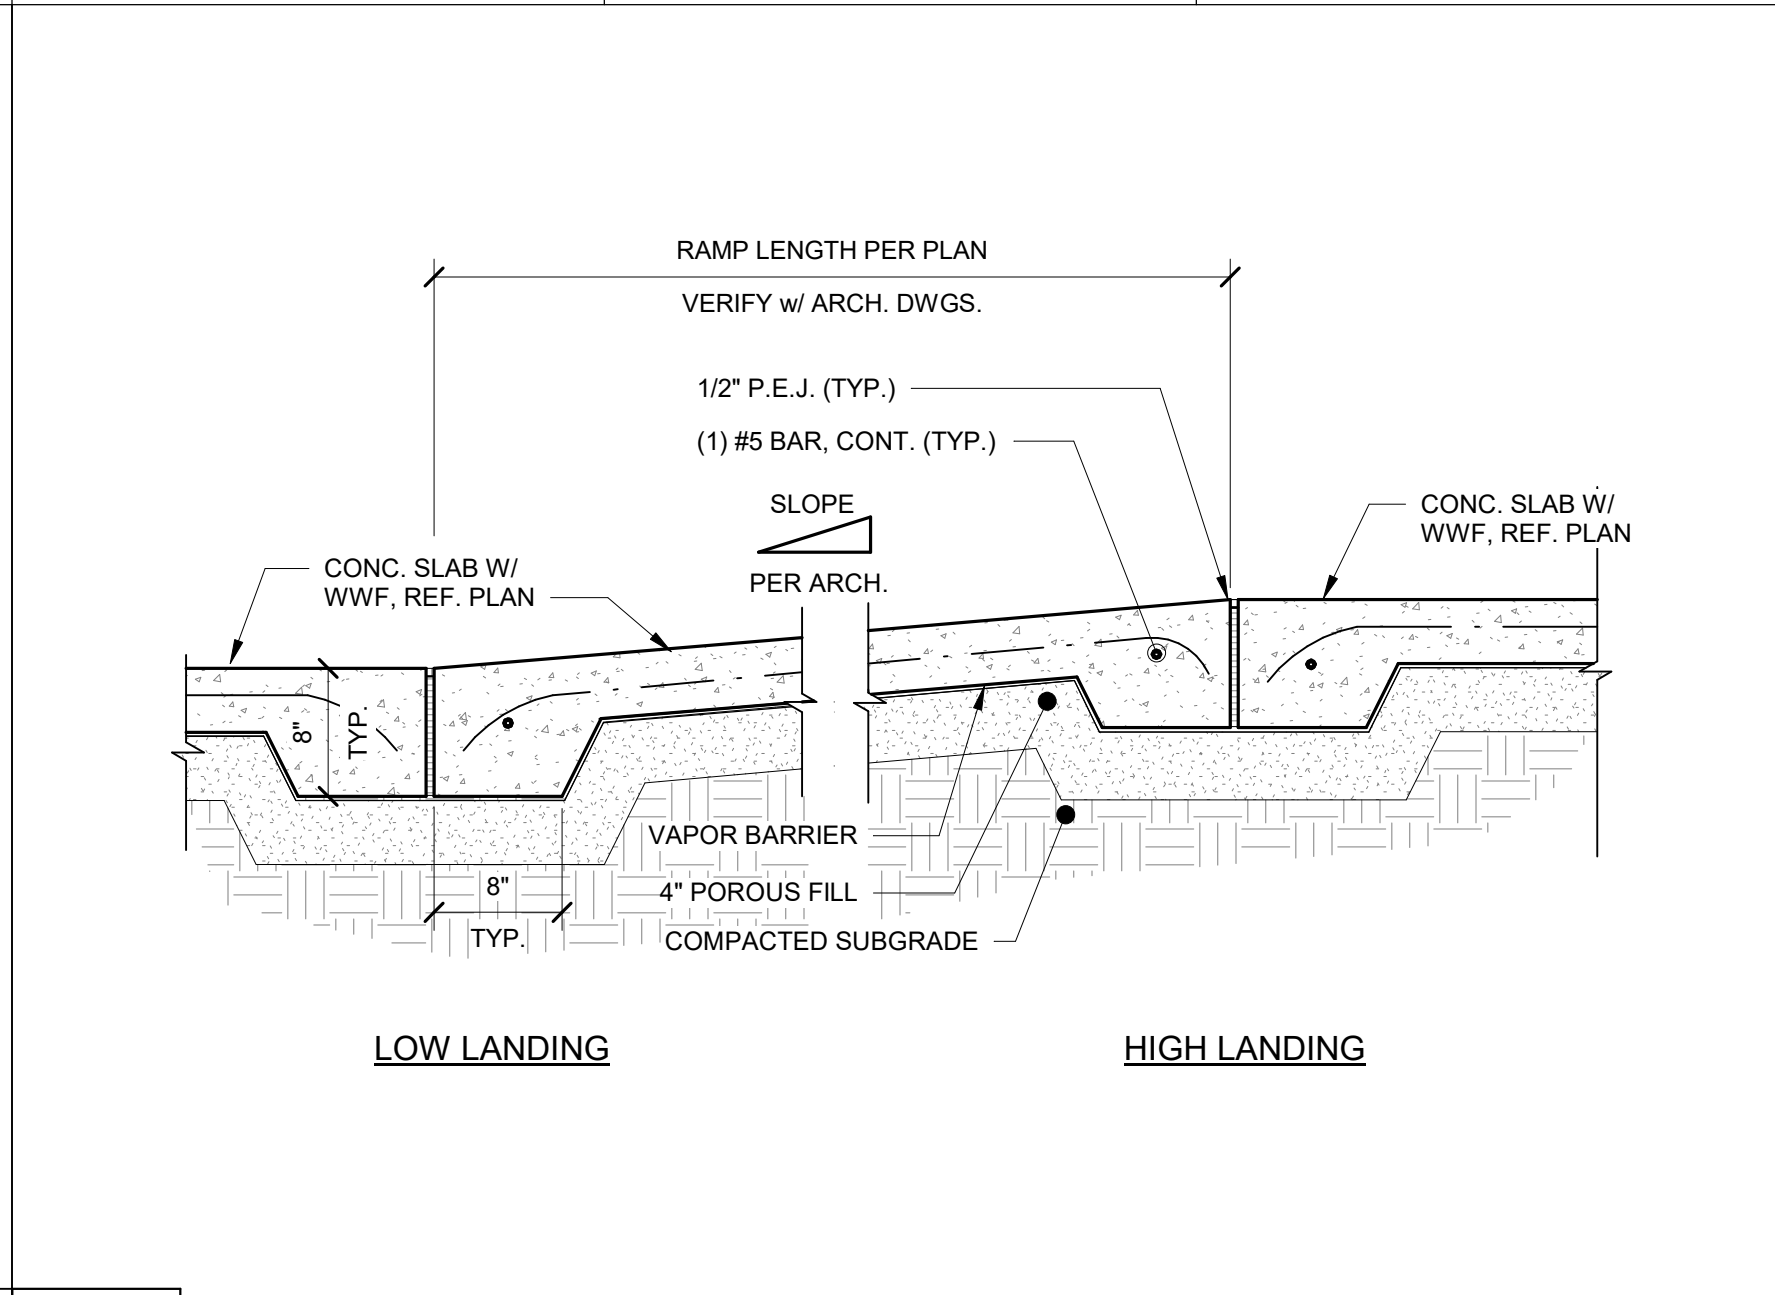 RAMP LENGTH PER PLAN
VERIFY w/ ARCH. DWGS.
1/2" P.E.J. (TYP.)
(1) #5 BAR, CONT. (TYP.)
SLOPE
PER ARCH.
CONC. SLAB W/
WWF, REF. PLAN
CONC. SLAB W/
WWF, REF. PLAN
8"
TYP.
VAPOR BARRIER
4" POROUS FILL
COMPACTED SUBGRADE
8"
TYP.
LOW LANDING
HIGH LANDING